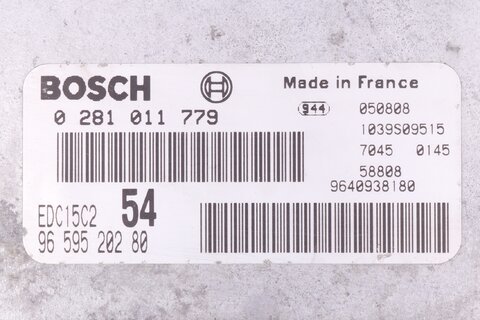 BOSCH
Made in France
0 281 011 779
944 050808
1039S09515
7045 0145
58808
9640938180
EDC15C2 54
96 595 202 80